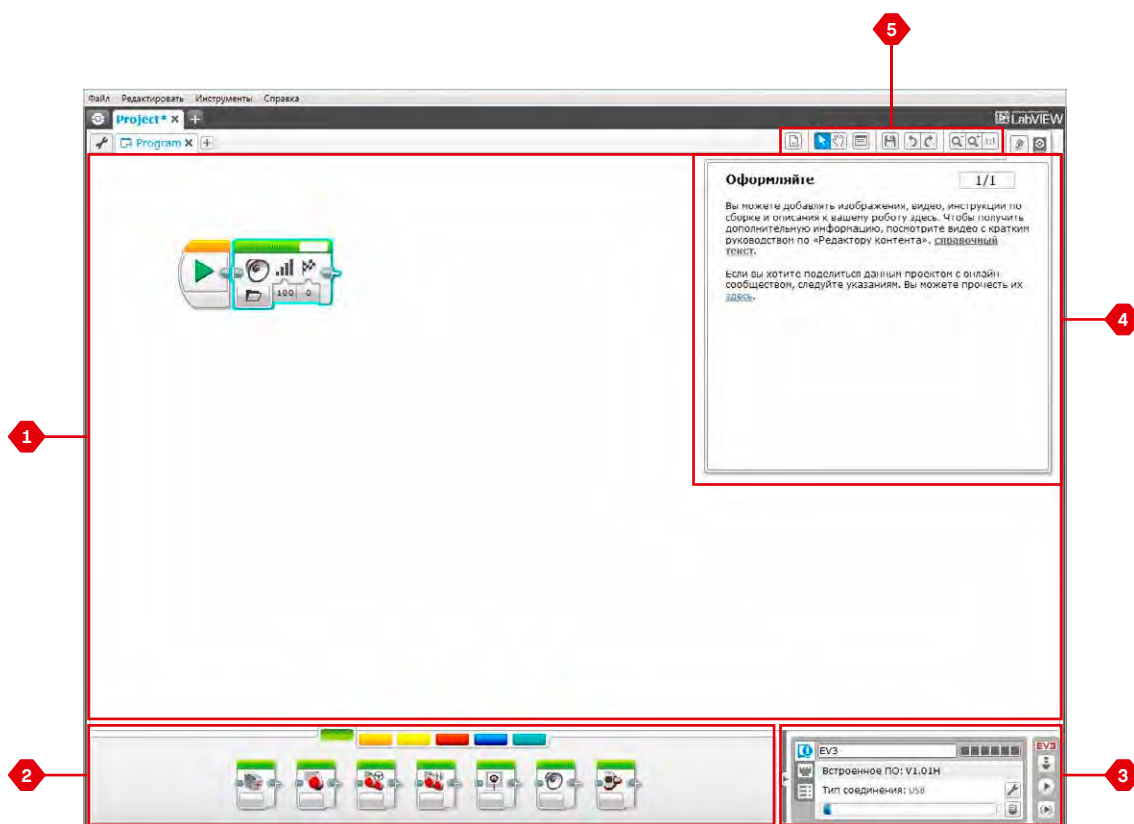 5
Файл Редактировать Инструменты Справка
Project* × +
LabVIEW
Program × +
1:1
Оформляйте 1/1
Вы можете добавлять изображения, видео, инструкции по
сборке и описания к вашему роботу здесь. Чтобы получить
дополнительную информацию, посмотрите видео с кратким
руководством по «Редактору контента». справочный
текст.
Если вы хотите поделиться данным проектом с онлайн
сообществом, следуйте указаниям. Вы можете прочесть их
здесь.
100 0
4
1
2
EV3
EV3
Встроенное ПО: V1.01H
Тип соединения: USB
3